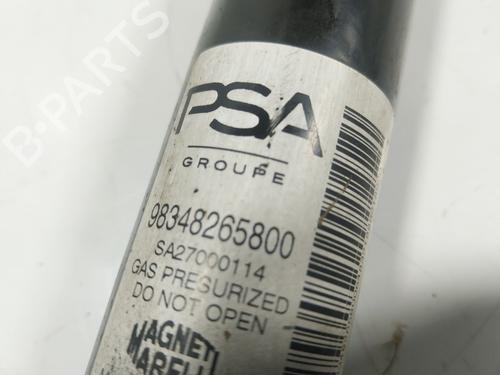 B-PARTS
PSA
GROUPE
98348265800
SA27000114
GAS PRESURIZED
DO NOT OPEN
MAGNETI
MARELLI